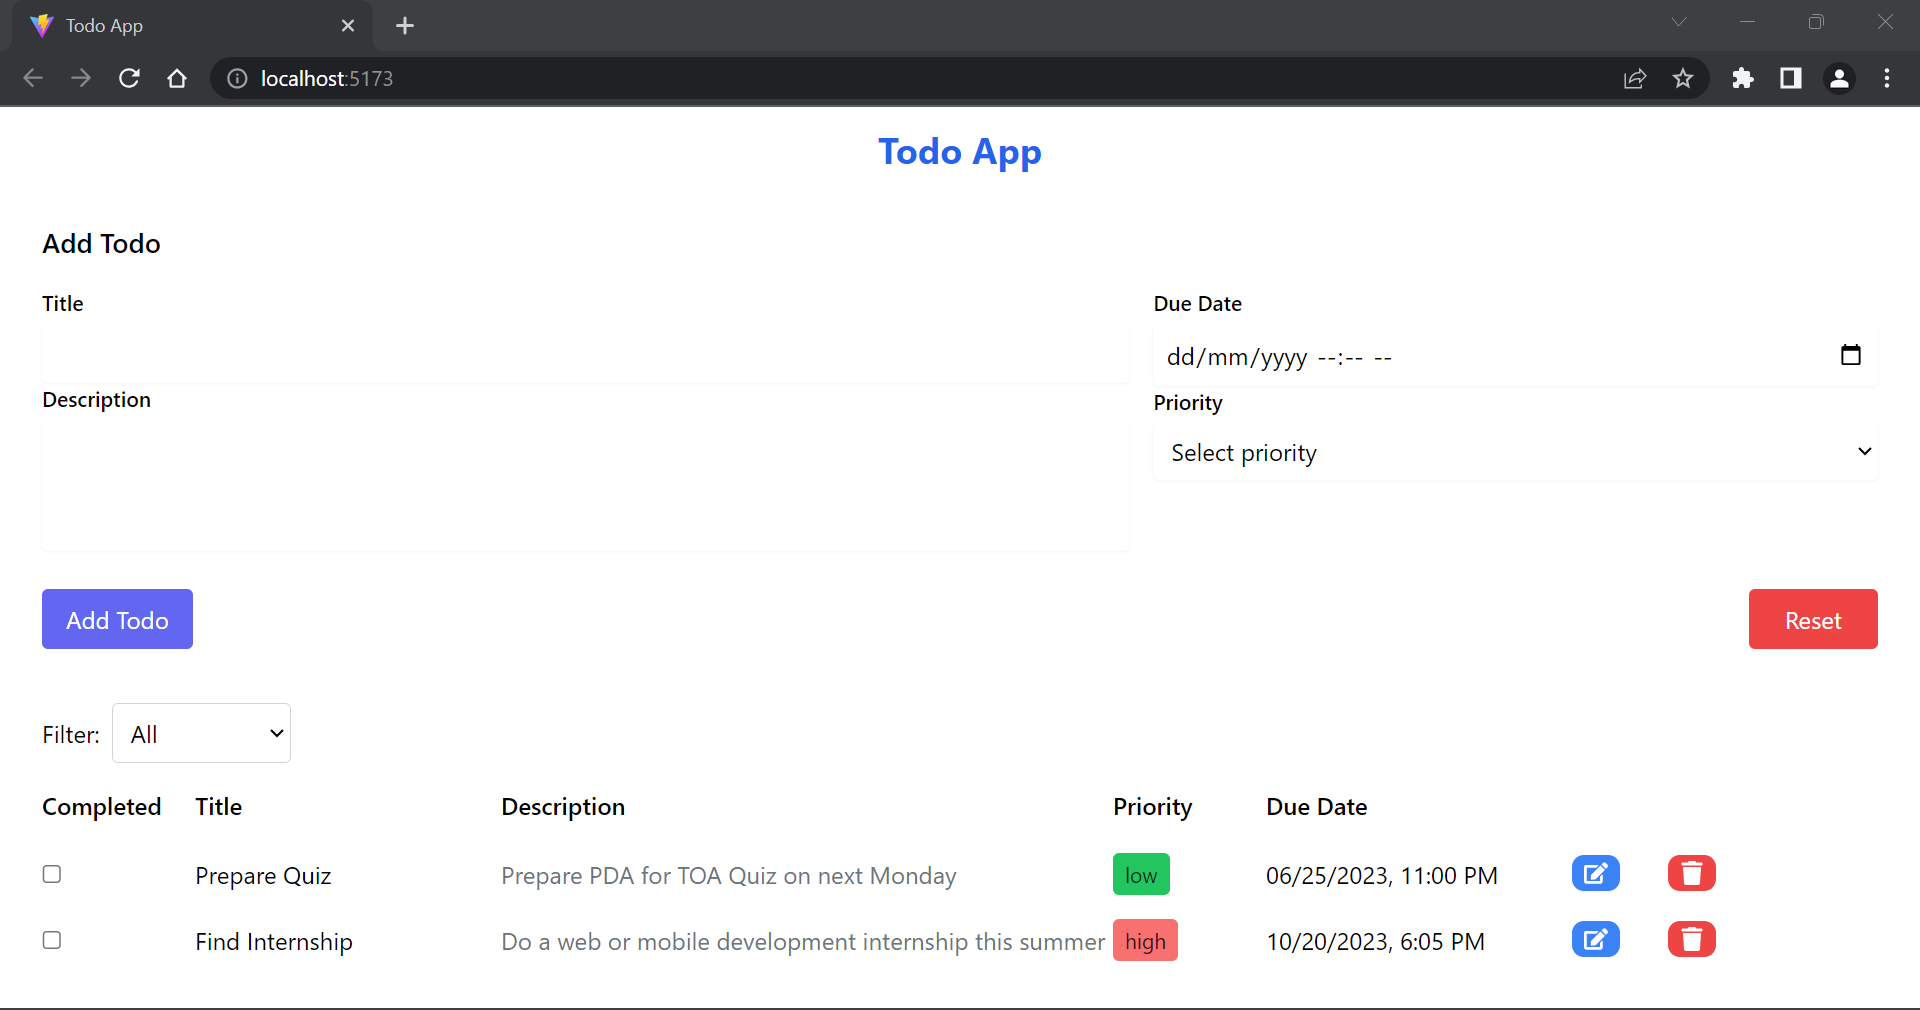 Todo App
localhost:5173
Todo App
Add Todo
Title
Due Date
dd/mm/yyyy --:-- --
Description
Priority
Select priority
Add Todo
Reset
Filter: All
Completed Title Description Priority Due Date
Prepare Quiz Prepare PDA for TOA Quiz on next Monday low 06/25/2023, 11:00 PM
Find Internship Do a web or mobile development internship this summer high 10/20/2023, 6:05 PM